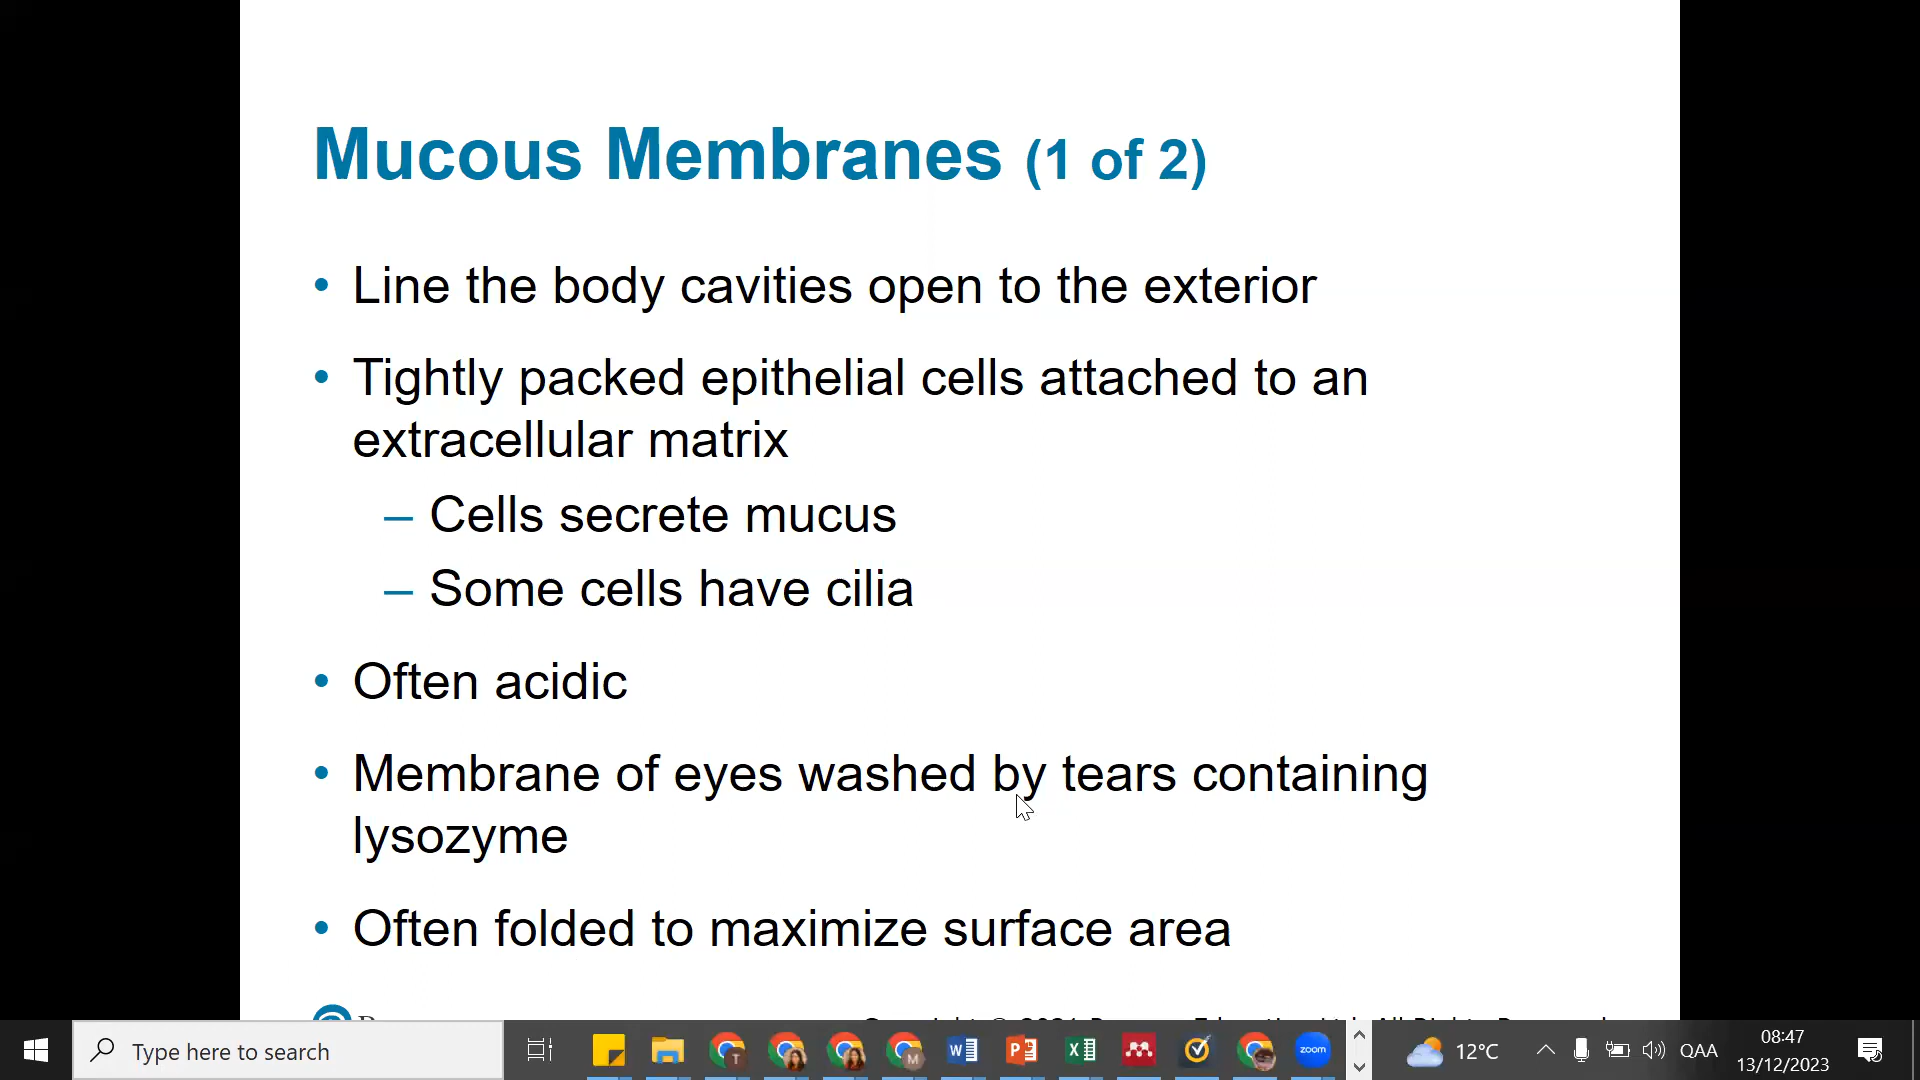 Mucous Membranes (1 of 2)
• Line the body cavities open to the exterior
• Tightly packed epithelial cells attached to an
extracellular matrix
– Cells secrete mucus
– Some cells have cilia
• Often acidic
• Membrane of eyes washed by tears containing
lysozyme
• Often folded to maximize surface area
Type here to search
T
M
zoom
12°C
QAA
08:47
13/12/2023